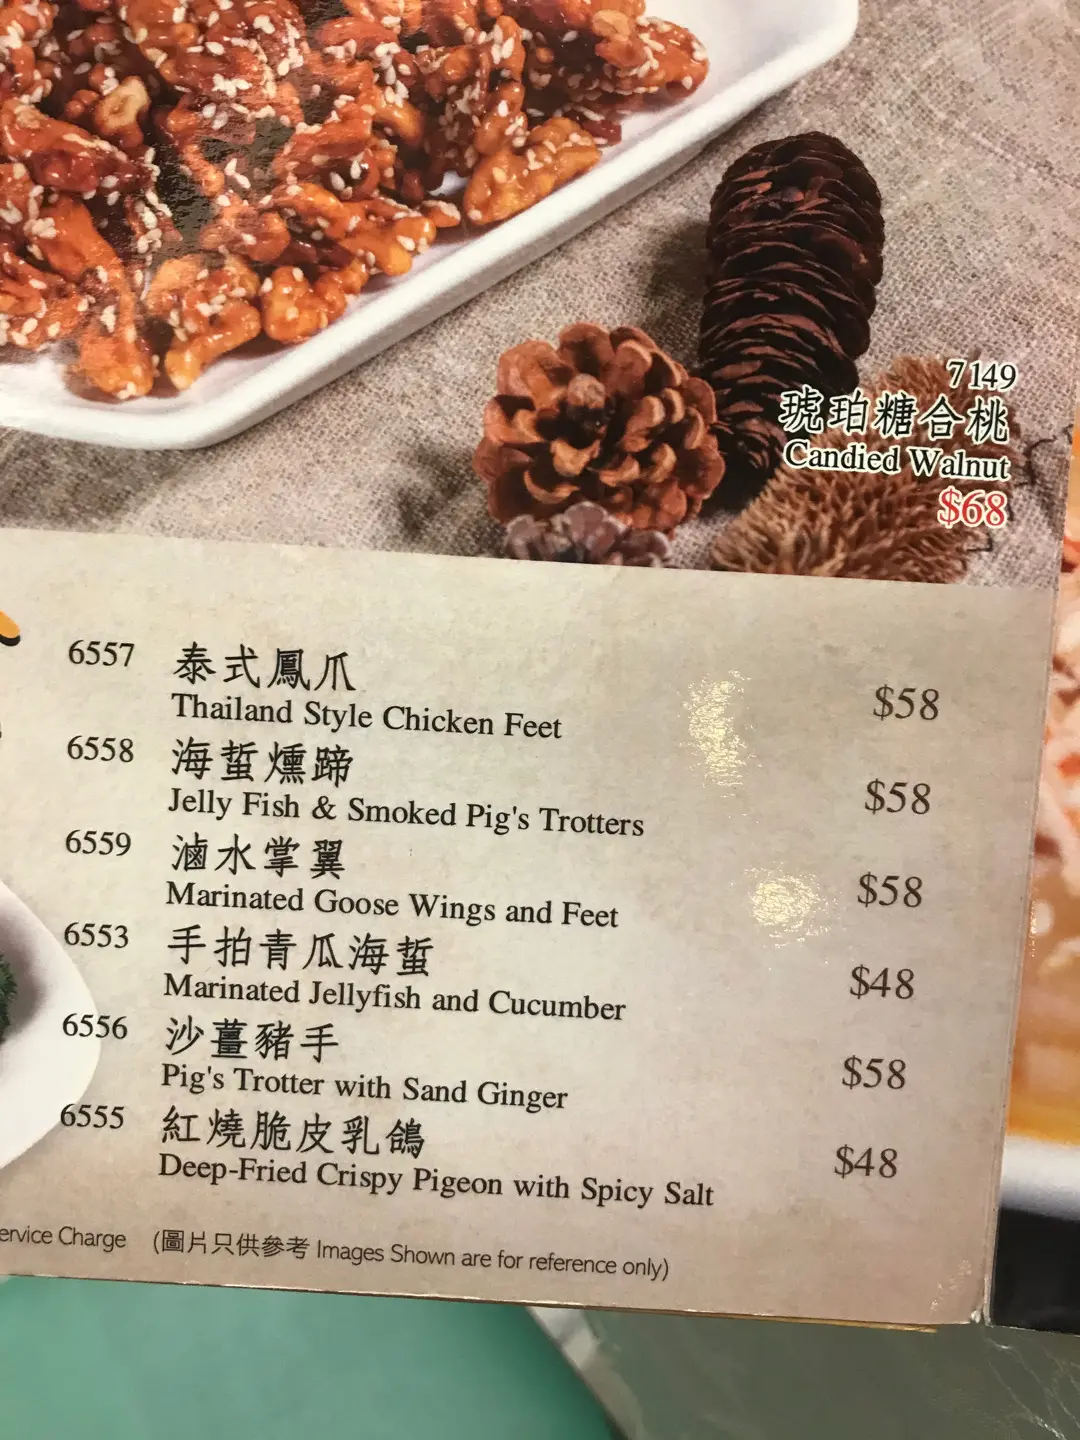 7149
琥珀糖合桃
Candied Walnut
$68
6557 泰式鳳爪 $58
Thailand Style Chicken Feet
6558 海蜇燻蹄 $58
Jelly Fish & Smoked Pig's Trotters
6559 滷水掌翼 $58
Marinated Goose Wings and Feet
6553 手拍青瓜海蜇 $48
Marinated Jellyfish and Cucumber
6556 沙薑豬手 $58
Pig's Trotter with Sand Ginger
6555 紅燒脆皮乳鴿 $48
Deep-Fried Crispy Pigeon with Spicy Salt
ervice Charge (圖片只供參考 Images Shown are for reference only)